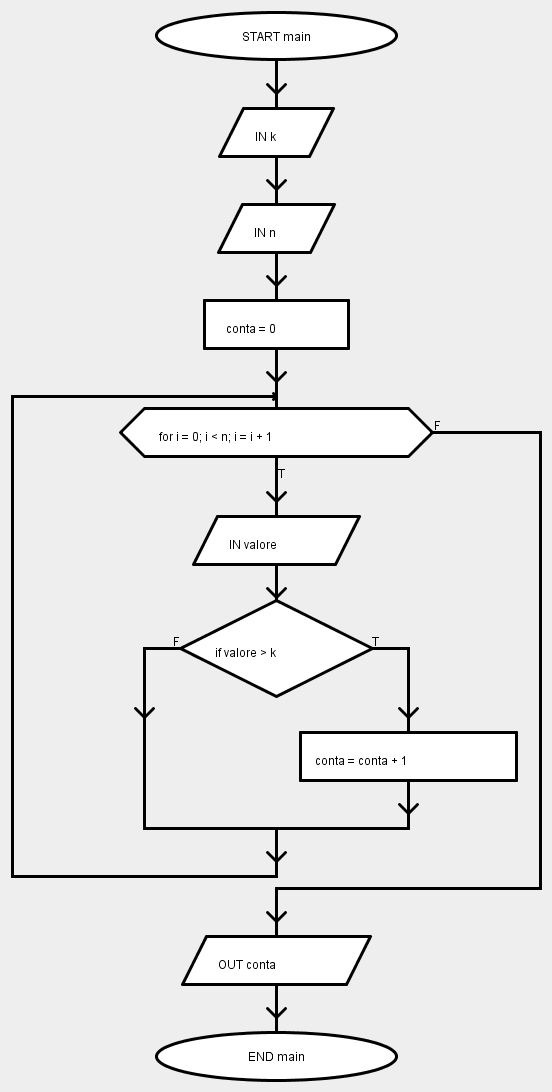 START main
IN k
IN n
conta = 0
for i = 0; i < n; i = i + 1
F
T
IN valore
F
T
if valore > k
conta = conta + 1
OUT conta
END main